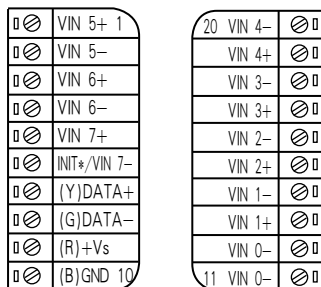 VIN 5+ 1
VIN 5−
VIN 6+
VIN 6−
VIN 7+
INIT*/VIN 7−
(Y)DATA+
(G)DATA−
(R)+Vs
(B)GND 10
20 VIN 4−
VIN 4+
VIN 3−
VIN 3+
VIN 2−
VIN 2+
VIN 1−
VIN 1+
VIN 0−
11 VIN 0−